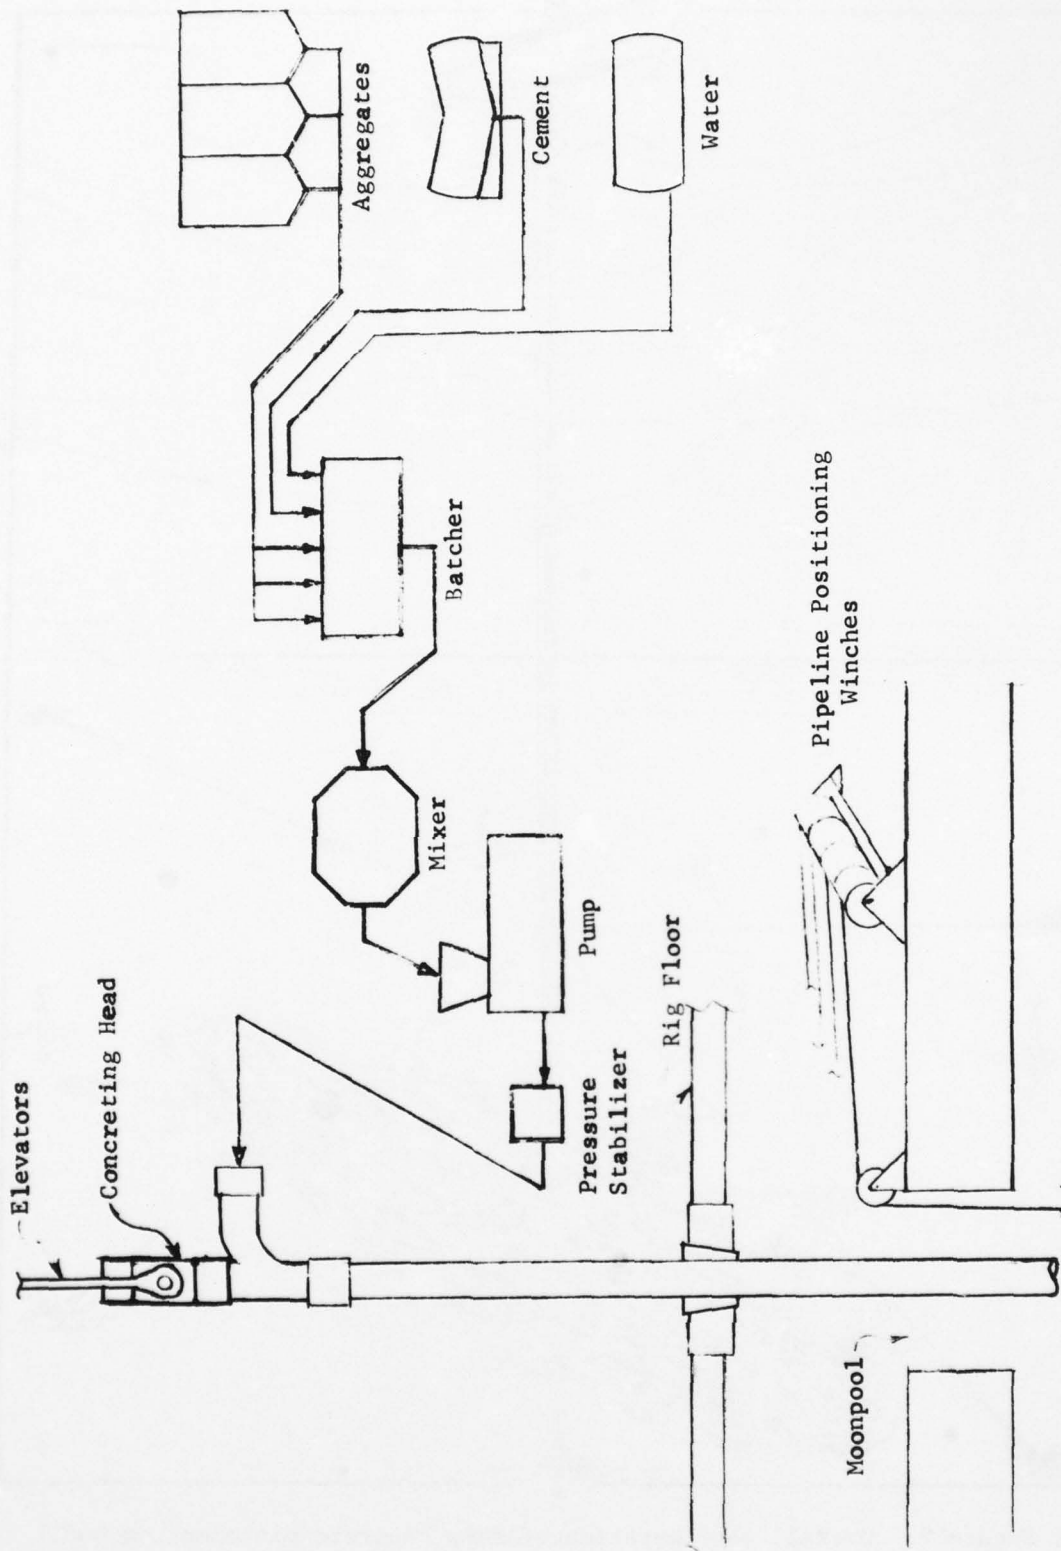 Elevators
Concreting Head
Aggregates
Cement
Water
Batcher
Mixer
Pump
Pressure
Stabilizer
Rig Floor
Pipeline Positioning
Winches
Moonpool